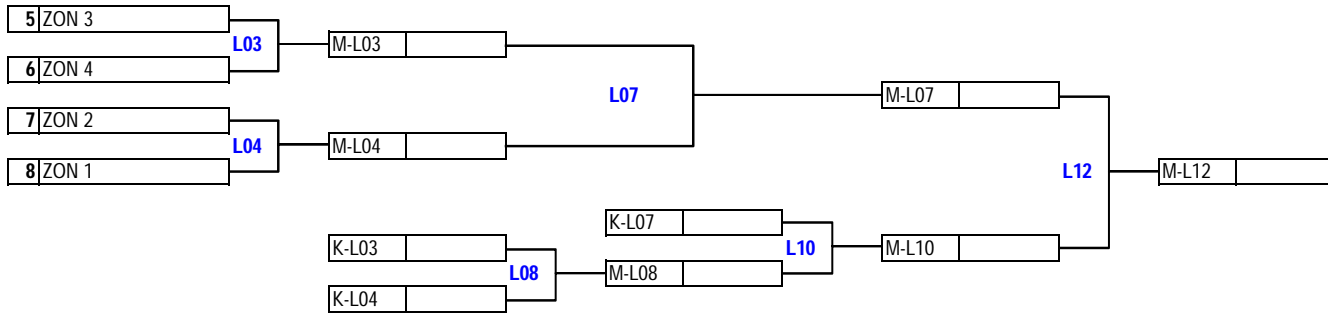 5 ZON 3
L03
6 ZON 4
M-L03
7 ZON 2
L04
8 ZON 1
M-L04
L07
M-L07
K-L03
L08
K-L04
K-L07
L10
M-L08
M-L10
L12
M-L12